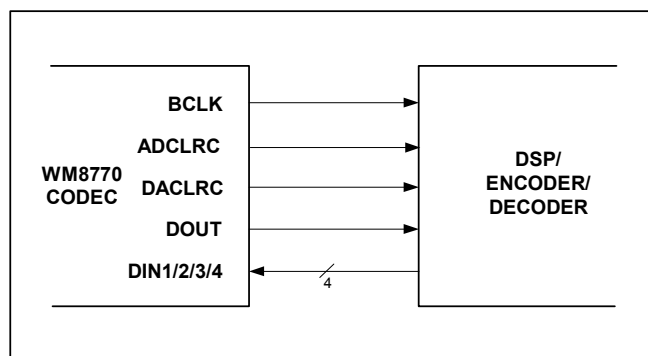 BCLK
ADCLRC
WM8770
CODEC
DACLRC
DOUT
DIN1/2/3/4
4
DSP/
ENCODER/
DECODER